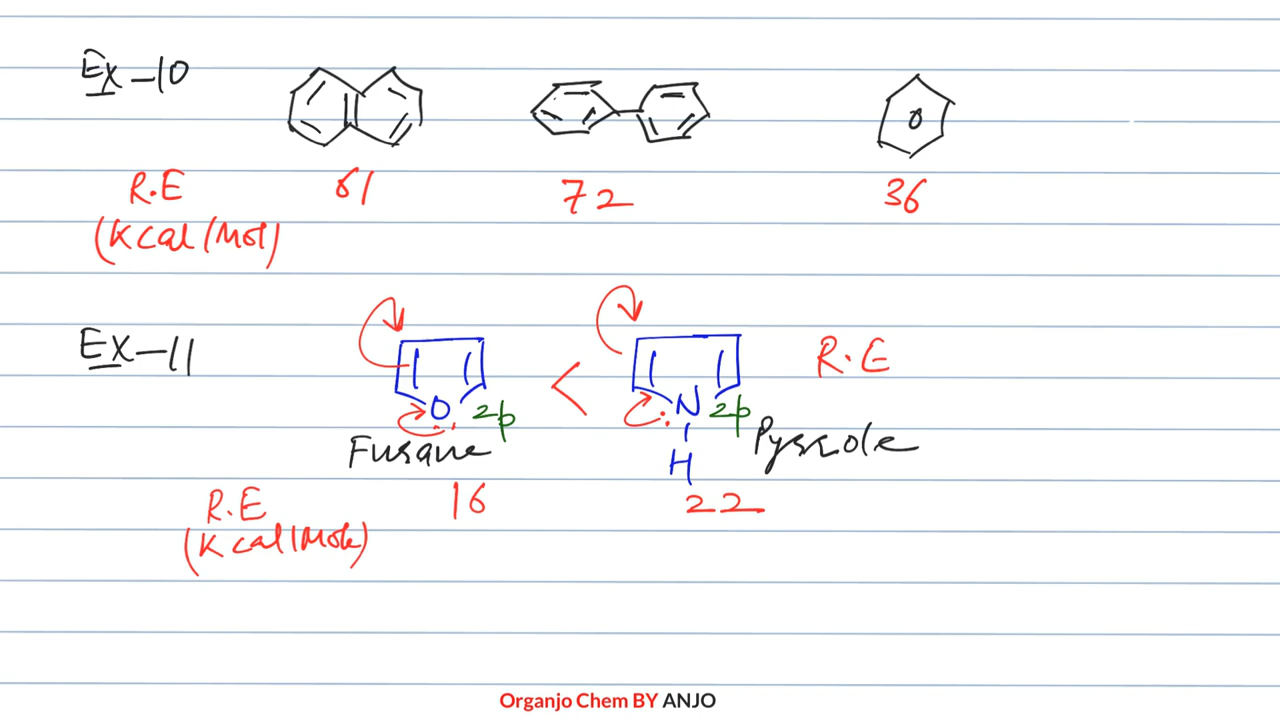 Ex-10
R.E 61 72 36
(Kcal/Mol)
Ex-11
< R.E
O 2p N 2p
H
Furane Pyrrole
R.E 16 22
(Kcal/Mole)
Organjo Chem BY ANJO